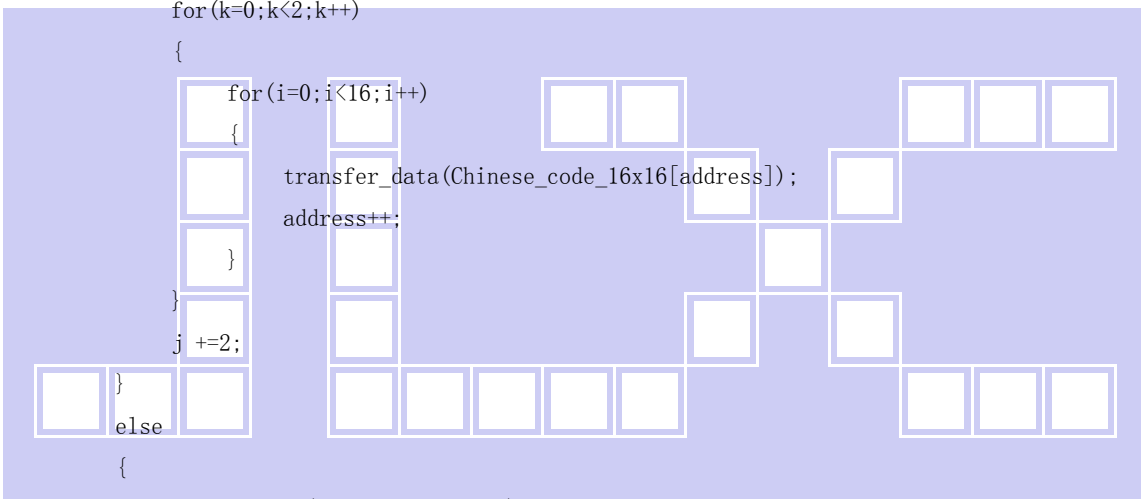 for(k=0;k<2;k++)
{
for(i=0;i<16;i++)
{
transfer_data(Chinese_code_16x16[address]);
address++;
}
}
j +=2;
}
else
{